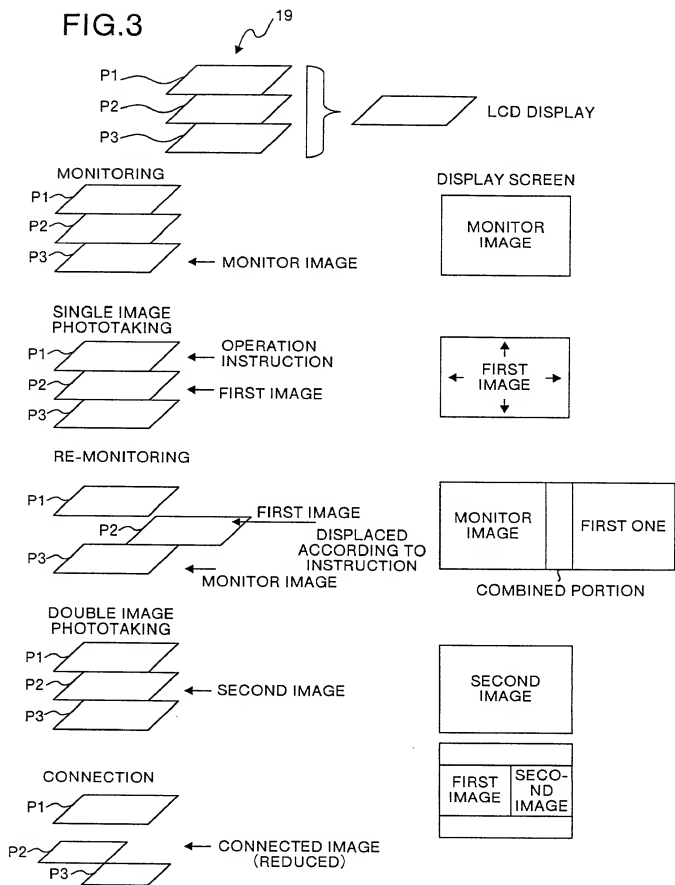 FIG.3
19
P1
P2
P3
LCD DISPLAY
MONITORING
P1
P2
P3
MONITOR IMAGE
DISPLAY SCREEN
MONITOR
IMAGE
SINGLE IMAGE
PHOTOTAKING
P1
P2
P3
OPERATION
INSTRUCTION
FIRST IMAGE
FIRST
IMAGE
RE-MONITORING
P1
P2
P3
FIRST IMAGE
DISPLACED
ACCORDING TO
INSTRUCTION
MONITOR IMAGE
MONITOR
IMAGE
FIRST ONE
COMBINED PORTION
DOUBLE IMAGE
PHOTOTAKING
P1
P2
P3
SECOND IMAGE
SECOND
IMAGE
CONNECTION
P1
P2
P3
CONNECTED IMAGE
(REDUCED)
FIRST
IMAGE
SECO-
ND
IMAGE